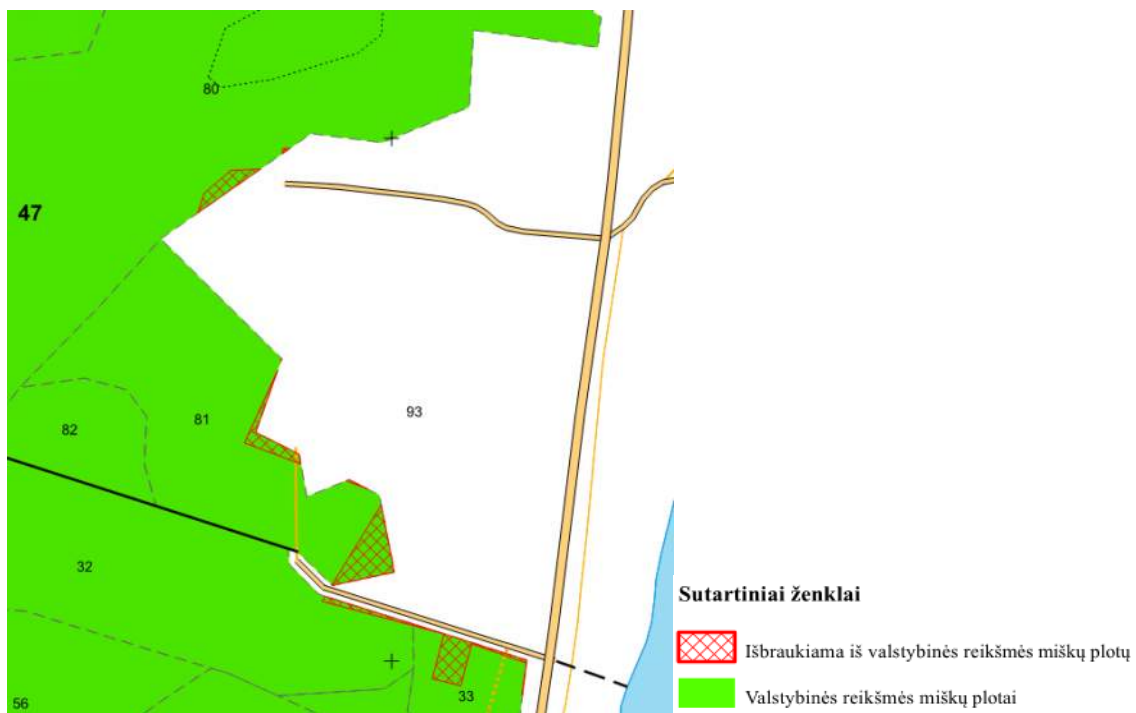 80
47
93
81
82
32
33
56
Sutartiniai ženklai
Išbraukiama iš valstybinės reikšmės miškų plotų
Valstybinės reikšmės miškų plotai